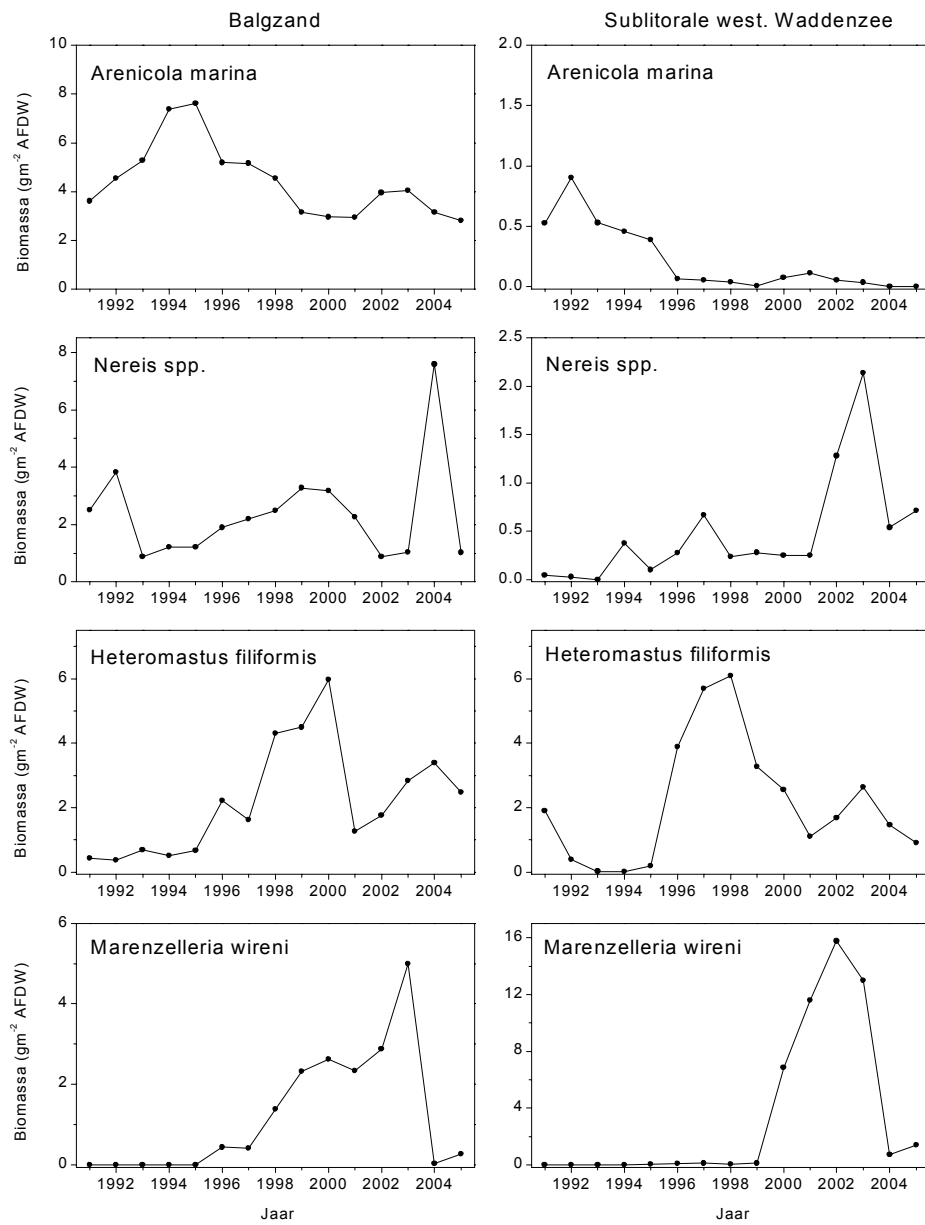 Balgzand
Sublitorale west. Waddenzee
Arenicola marina
Biomassa (gm⁻² AFDW)
10
8
6
4
2
0
1992 1994 1996 1998 2000 2002 2004
Arenicola marina
2.0
1.5
1.0
0.5
0.0
1992 1994 1996 1998 2000 2002 2004
Nereis spp.
Biomassa (gm⁻² AFDW)
8
6
4
2
0
1992 1994 1996 1998 2000 2002 2004
Nereis spp.
2.5
2.0
1.5
1.0
0.5
0.0
1992 1994 1996 1998 2000 2002 2004
Heteromastus filiformis
Biomassa (gm⁻² AFDW)
6
4
2
0
1992 1994 1996 1998 2000 2002 2004
Heteromastus filiformis
6
4
2
0
1992 1994 1996 1998 2000 2002 2004
Marenzelleria wireni
Biomassa (gm⁻² AFDW)
6
4
2
0
1992 1994 1996 1998 2000 2002 2004
Jaar
Marenzelleria wireni
16
12
8
4
0
1992 1994 1996 1998 2000 2002 2004
Jaar